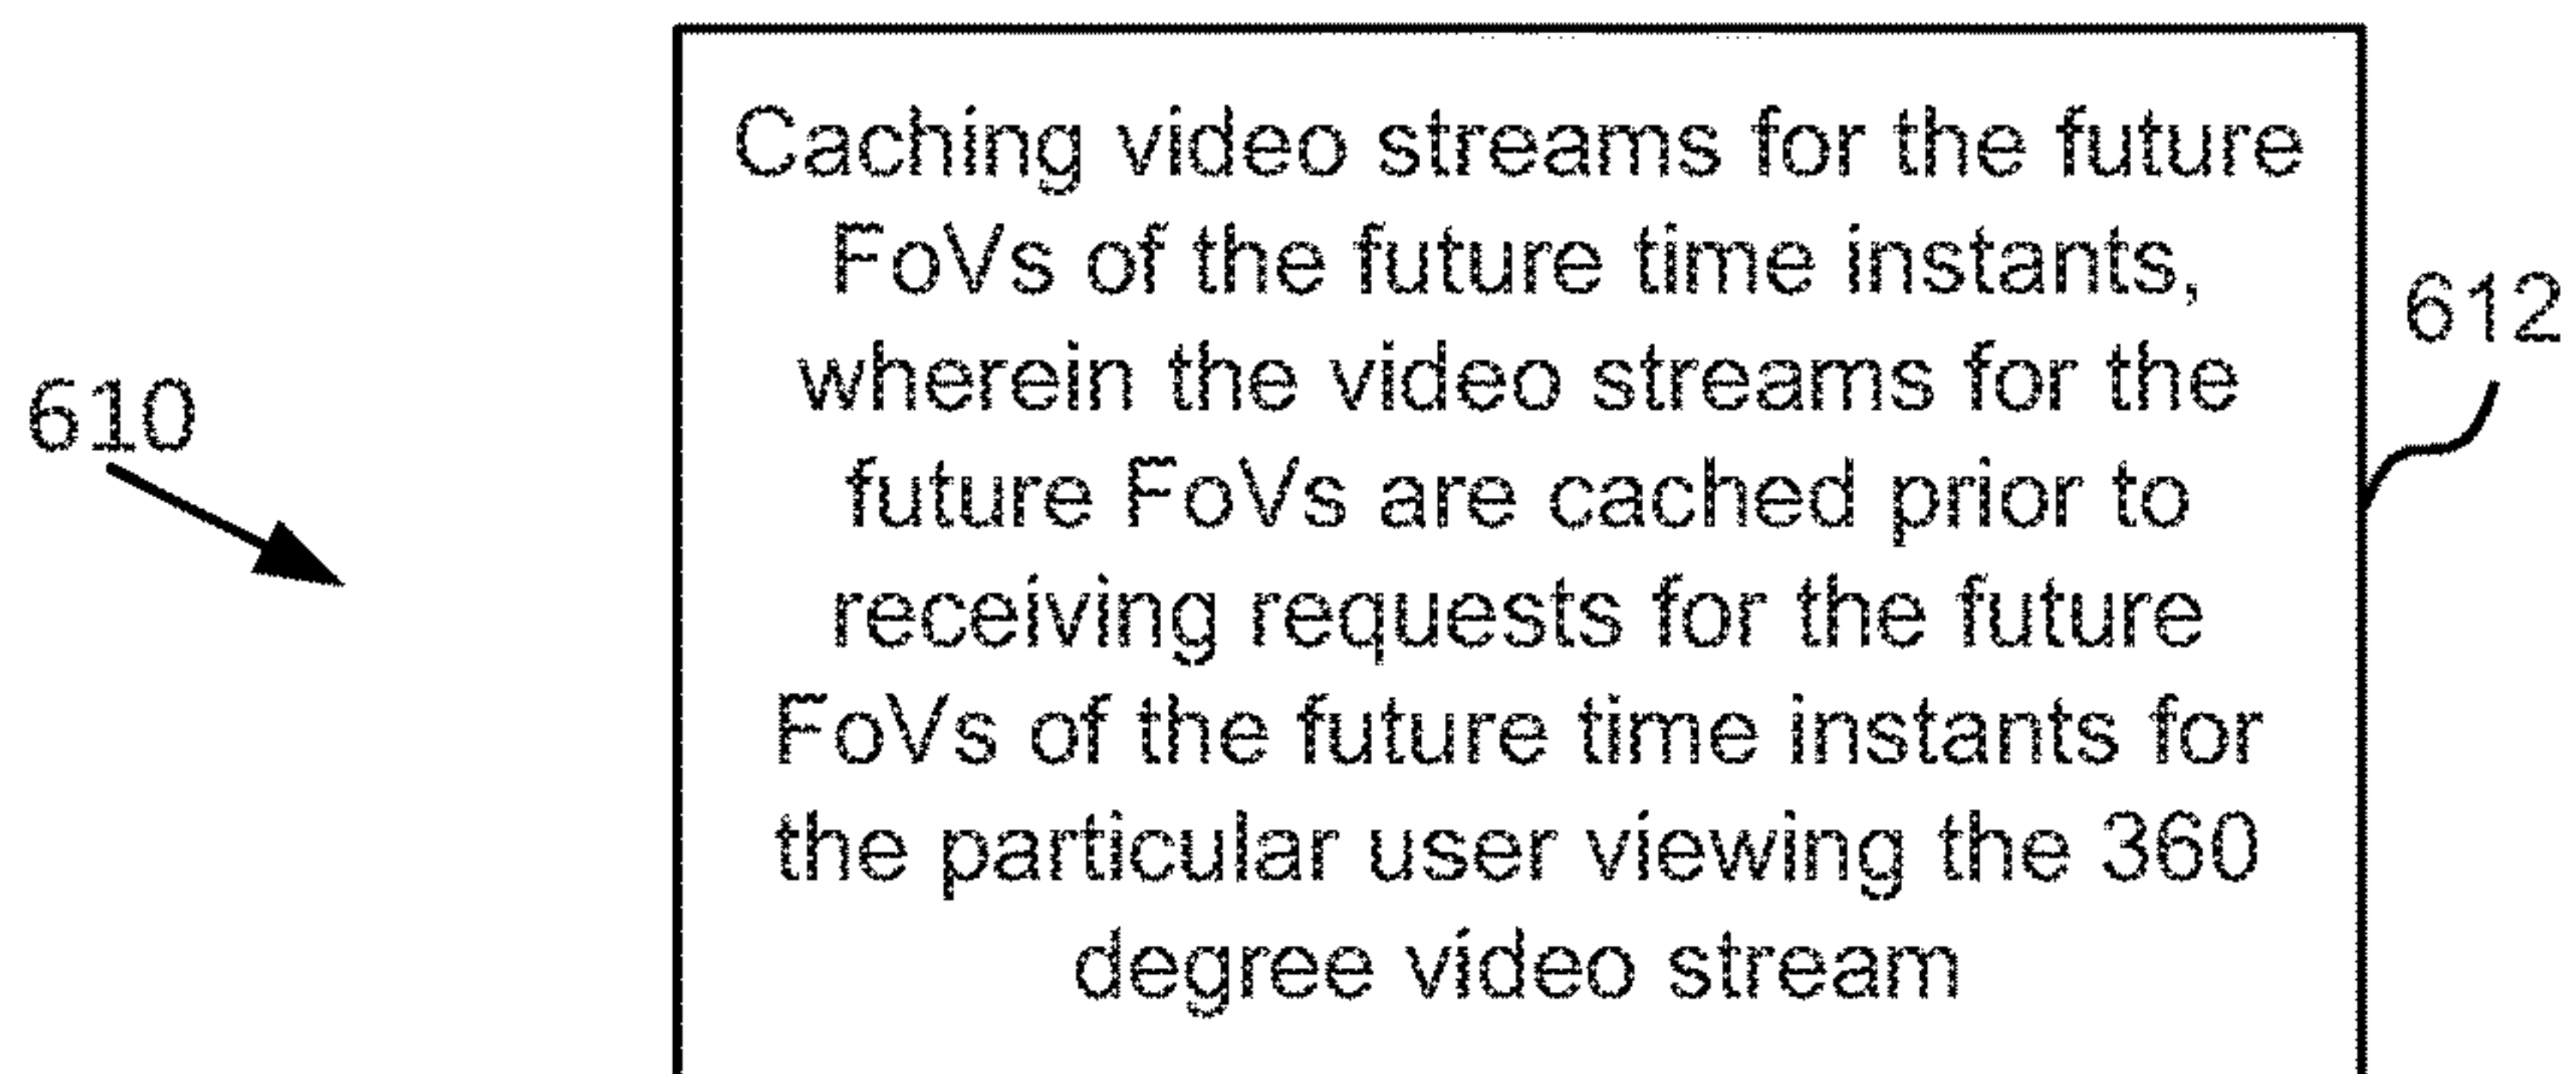 Caching video streams for the future
FoVs of the future time instants,
612
wherein the video streams for the
610
future FoVs are cached prior to
receiving requests for the future
FoVs of the future time instants for
the particular user viewing the 360
degree video stream